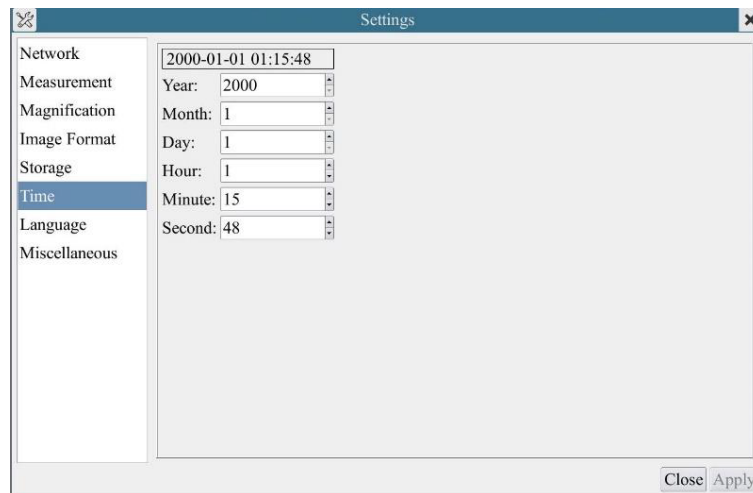 Settings
Network
Measurement
Magnification
Image Format
Storage
Time
Language
Miscellaneous
2000-01-01 01:15:48
Year: 2000
Month: 1
Day: 1
Hour: 1
Minute: 15
Second: 48
Close Apply